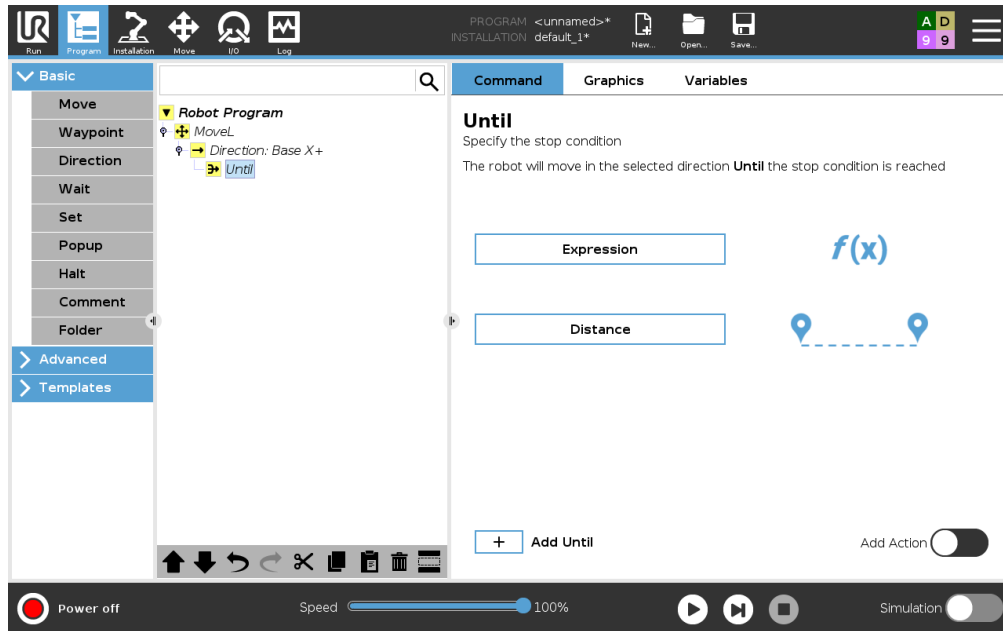 PROGRAM <unnamed>*
INSTALLATION default_1*
A D
9 9
Run Program Installation Move I/O Log New... Open... Save...
Basic
Move
Waypoint
Direction
Wait
Set
Popup
Halt
Comment
Folder
Advanced
Templates
Robot Program
MoveL
Direction: Base X+
Until
Command Graphics Variables
Until
Specify the stop condition
The robot will move in the selected direction Until the stop condition is reached
Expression
f(x)
Distance
+ Add Until
Add Action
Power off
Speed
100%
Simulation